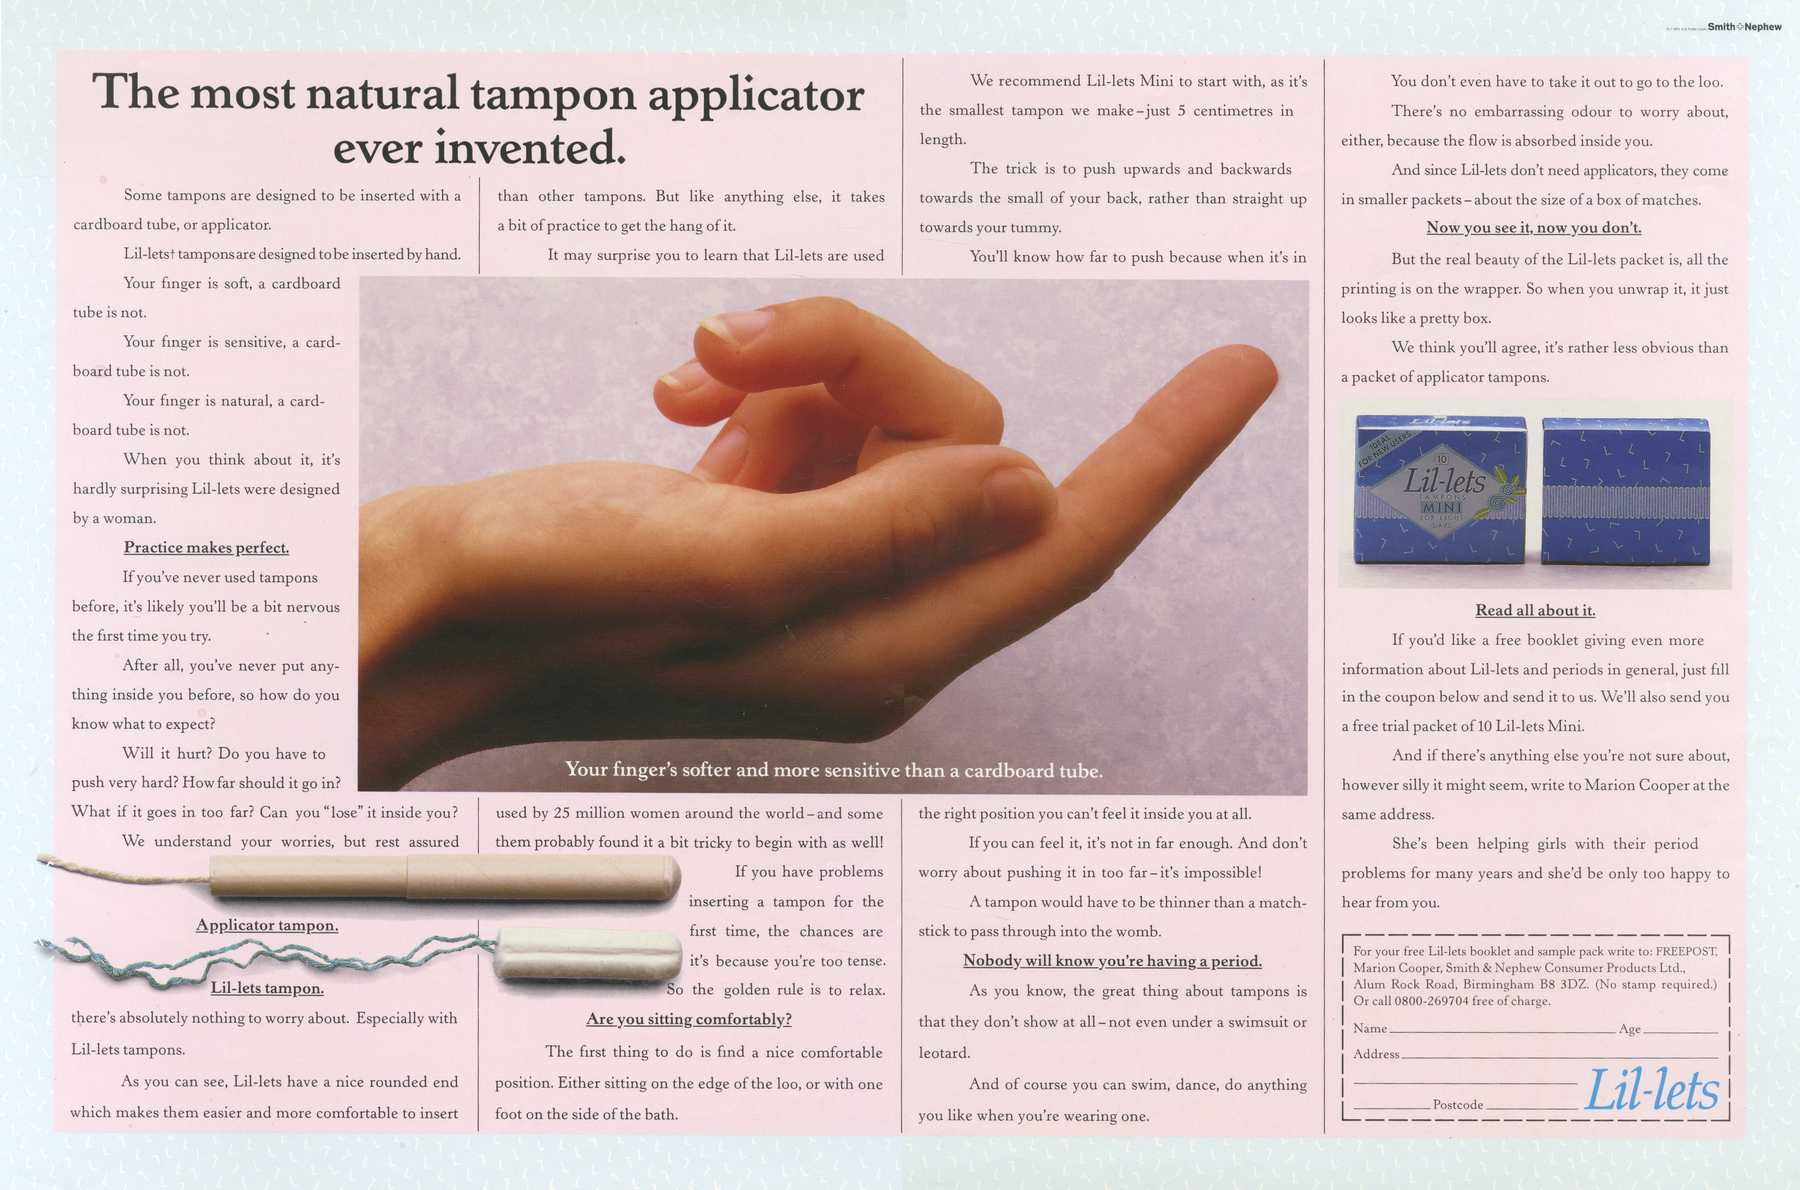 Smith+Nephew
The most natural tampon applicator
ever invented.
Some tampons are designed to be inserted with a
cardboard tube, or applicator.
Lil-lets† tampons are designed to be inserted by hand.
Your finger is soft, a cardboard
tube is not.
Your finger is sensitive, a card-
board tube is not.
Your finger is natural, a card-
board tube is not.
When you think about it, it's
hardly surprising Lil-lets were designed
by a woman.
Practice makes perfect.
If you've never used tampons
before, it's likely you'll be a bit nervous
the first time you try.
After all, you've never put any-
thing inside you before, so how do you
know what to expect?
Will it hurt? Do you have to
push very hard? How far should it go in?
What if it goes in too far? Can you "lose" it inside you?
We understand your worries, but rest assured
Applicator tampon.
Lil-lets tampon.
there's absolutely nothing to worry about. Especially with
Lil-lets tampons.
As you can see, Lil-lets have a nice rounded end
which makes them easier and more comfortable to insert
than other tampons. But like anything else, it takes
a bit of practice to get the hang of it.
It may surprise you to learn that Lil-lets are used
Your finger's softer and more sensitive than a cardboard tube.
used by 25 million women around the world – and some
them probably found it a bit tricky to begin with as well!
If you have problems
inserting a tampon for the
first time, the chances are
it's because you're too tense.
So the golden rule is to relax.
Are you sitting comfortably?
The first thing to do is find a nice comfortable
position. Either sitting on the edge of the loo, or with one
foot on the side of the bath.
We recommend Lil-lets Mini to start with, as it's
the smallest tampon we make – just 5 centimetres in
length.
The trick is to push upwards and backwards
towards the small of your back, rather than straight up
towards your tummy.
You'll know how far to push because when it's in
the right position you can't feel it inside you at all.
If you can feel it, it's not in far enough. And don't
worry about pushing it in too far – it's impossible!
A tampon would have to be thinner than a match-
stick to pass through into the womb.
Nobody will know you're having a period.
As you know, the great thing about tampons is
that they don't show at all – not even under a swimsuit or
leotard.
And of course you can swim, dance, do anything
you like when you're wearing one.
You don't even have to take it out to go to the loo.
There's no embarrassing odour to worry about,
either, because the flow is absorbed inside you.
And since Lil-lets don't need applicators, they come
in smaller packets – about the size of a box of matches.
Now you see it, now you don't.
But the real beauty of the Lil-lets packet is, all the
printing is on the wrapper. So when you unwrap it, it just
looks like a pretty box.
We think you'll agree, it's rather less obvious than
a packet of applicator tampons.
Lil-lets
IDEAL
FOR NEW USERS
10
Lil-lets
TAMPONS
MINI
FOR LIGHT
DAYS
Read all about it.
If you'd like a free booklet giving even more
information about Lil-lets and periods in general, just fill
in the coupon below and send it to us. We'll also send you
a free trial packet of 10 Lil-lets Mini.
And if there's anything else you're not sure about,
however silly it might seem, write to Marion Cooper at the
same address.
She's been helping girls with their period
problems for many years and she'd be only too happy to
hear from you.
For your free Lil-lets booklet and sample pack write to: FREEPOST,
Marion Cooper, Smith & Nephew Consumer Products Ltd.,
Alum Rock Road, Birmingham B8 3DZ. (No stamp required.)
Or call 0800-269704 free of charge.
Name Age
Address
Postcode
Lil-lets